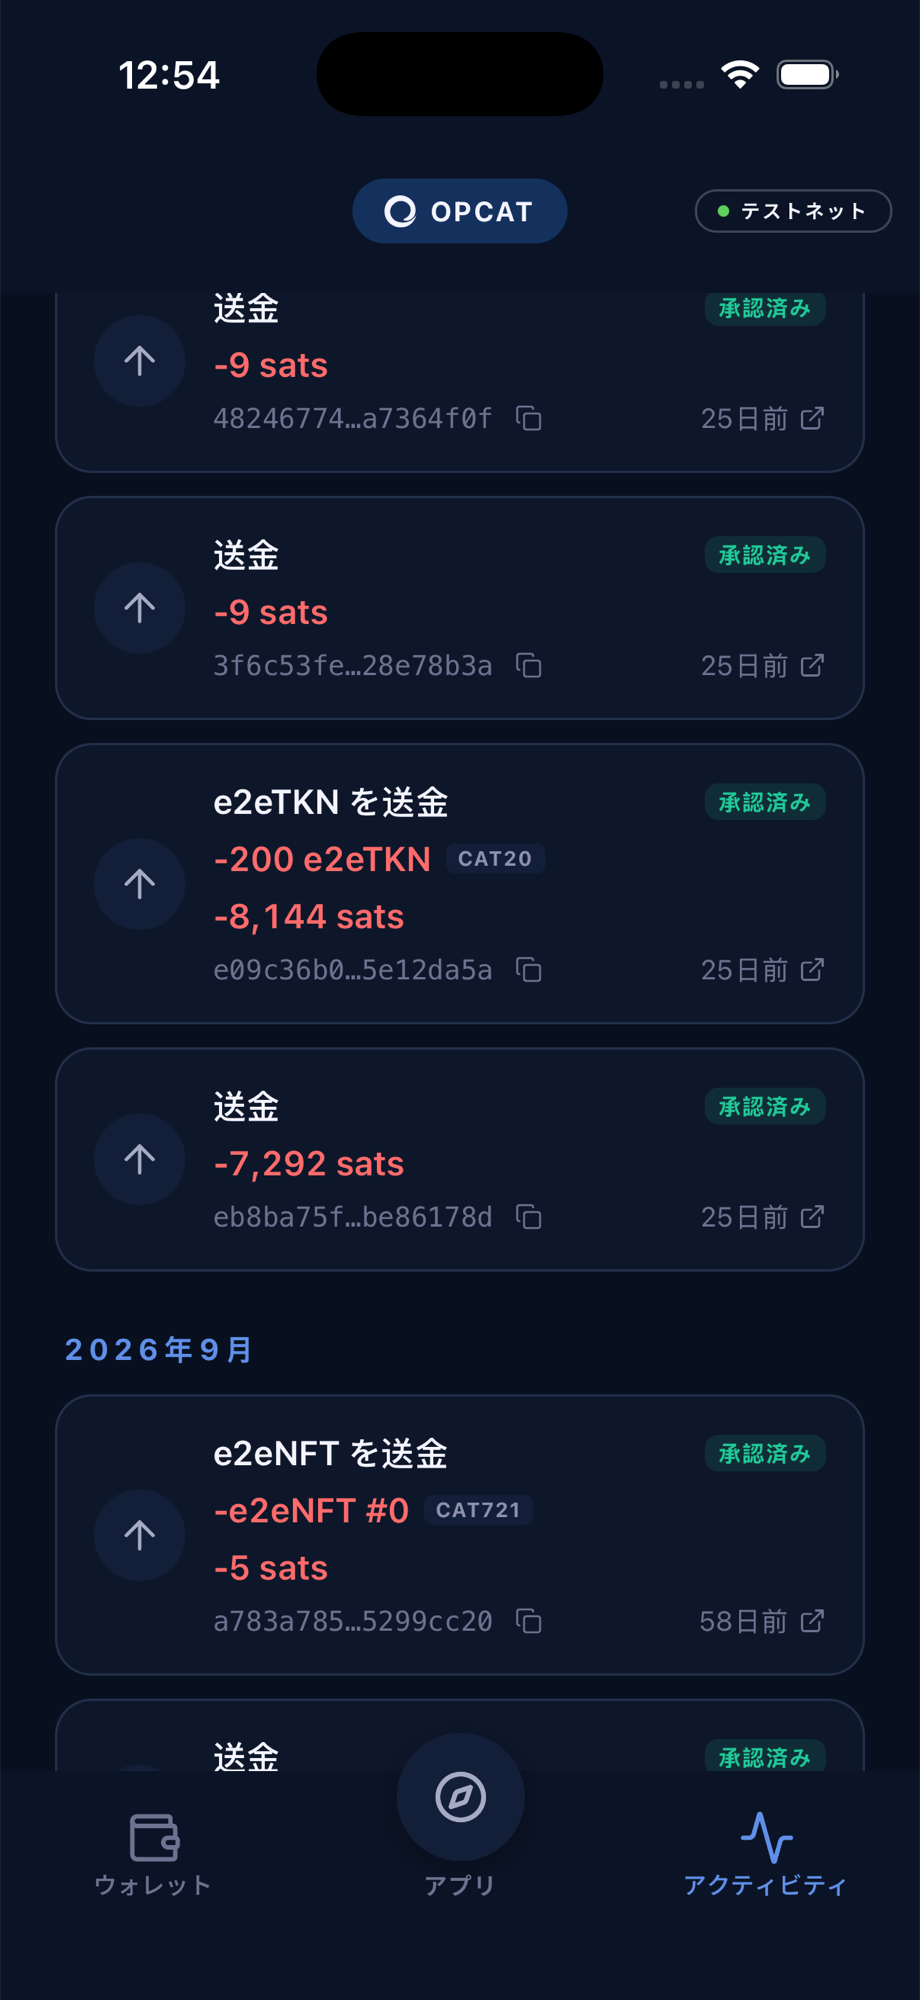 12:54
OPCAT
テストネット
送金
承認済み
-9 sats
48246774…a7364f0f
25日前
送金
承認済み
-9 sats
3f6c53fe…28e78b3a
25日前
e2eTKN を送金
承認済み
-200 e2eTKN CAT20
-8,144 sats
e09c36b0…5e12da5a
25日前
送金
承認済み
-7,292 sats
eb8ba75f…be86178d
25日前
2026年9月
e2eNFT を送金
承認済み
-e2eNFT #0 CAT721
-5 sats
a783a785…5299cc20
58日前
送金
承認済み
ウォレット
アプリ
アクティビティ